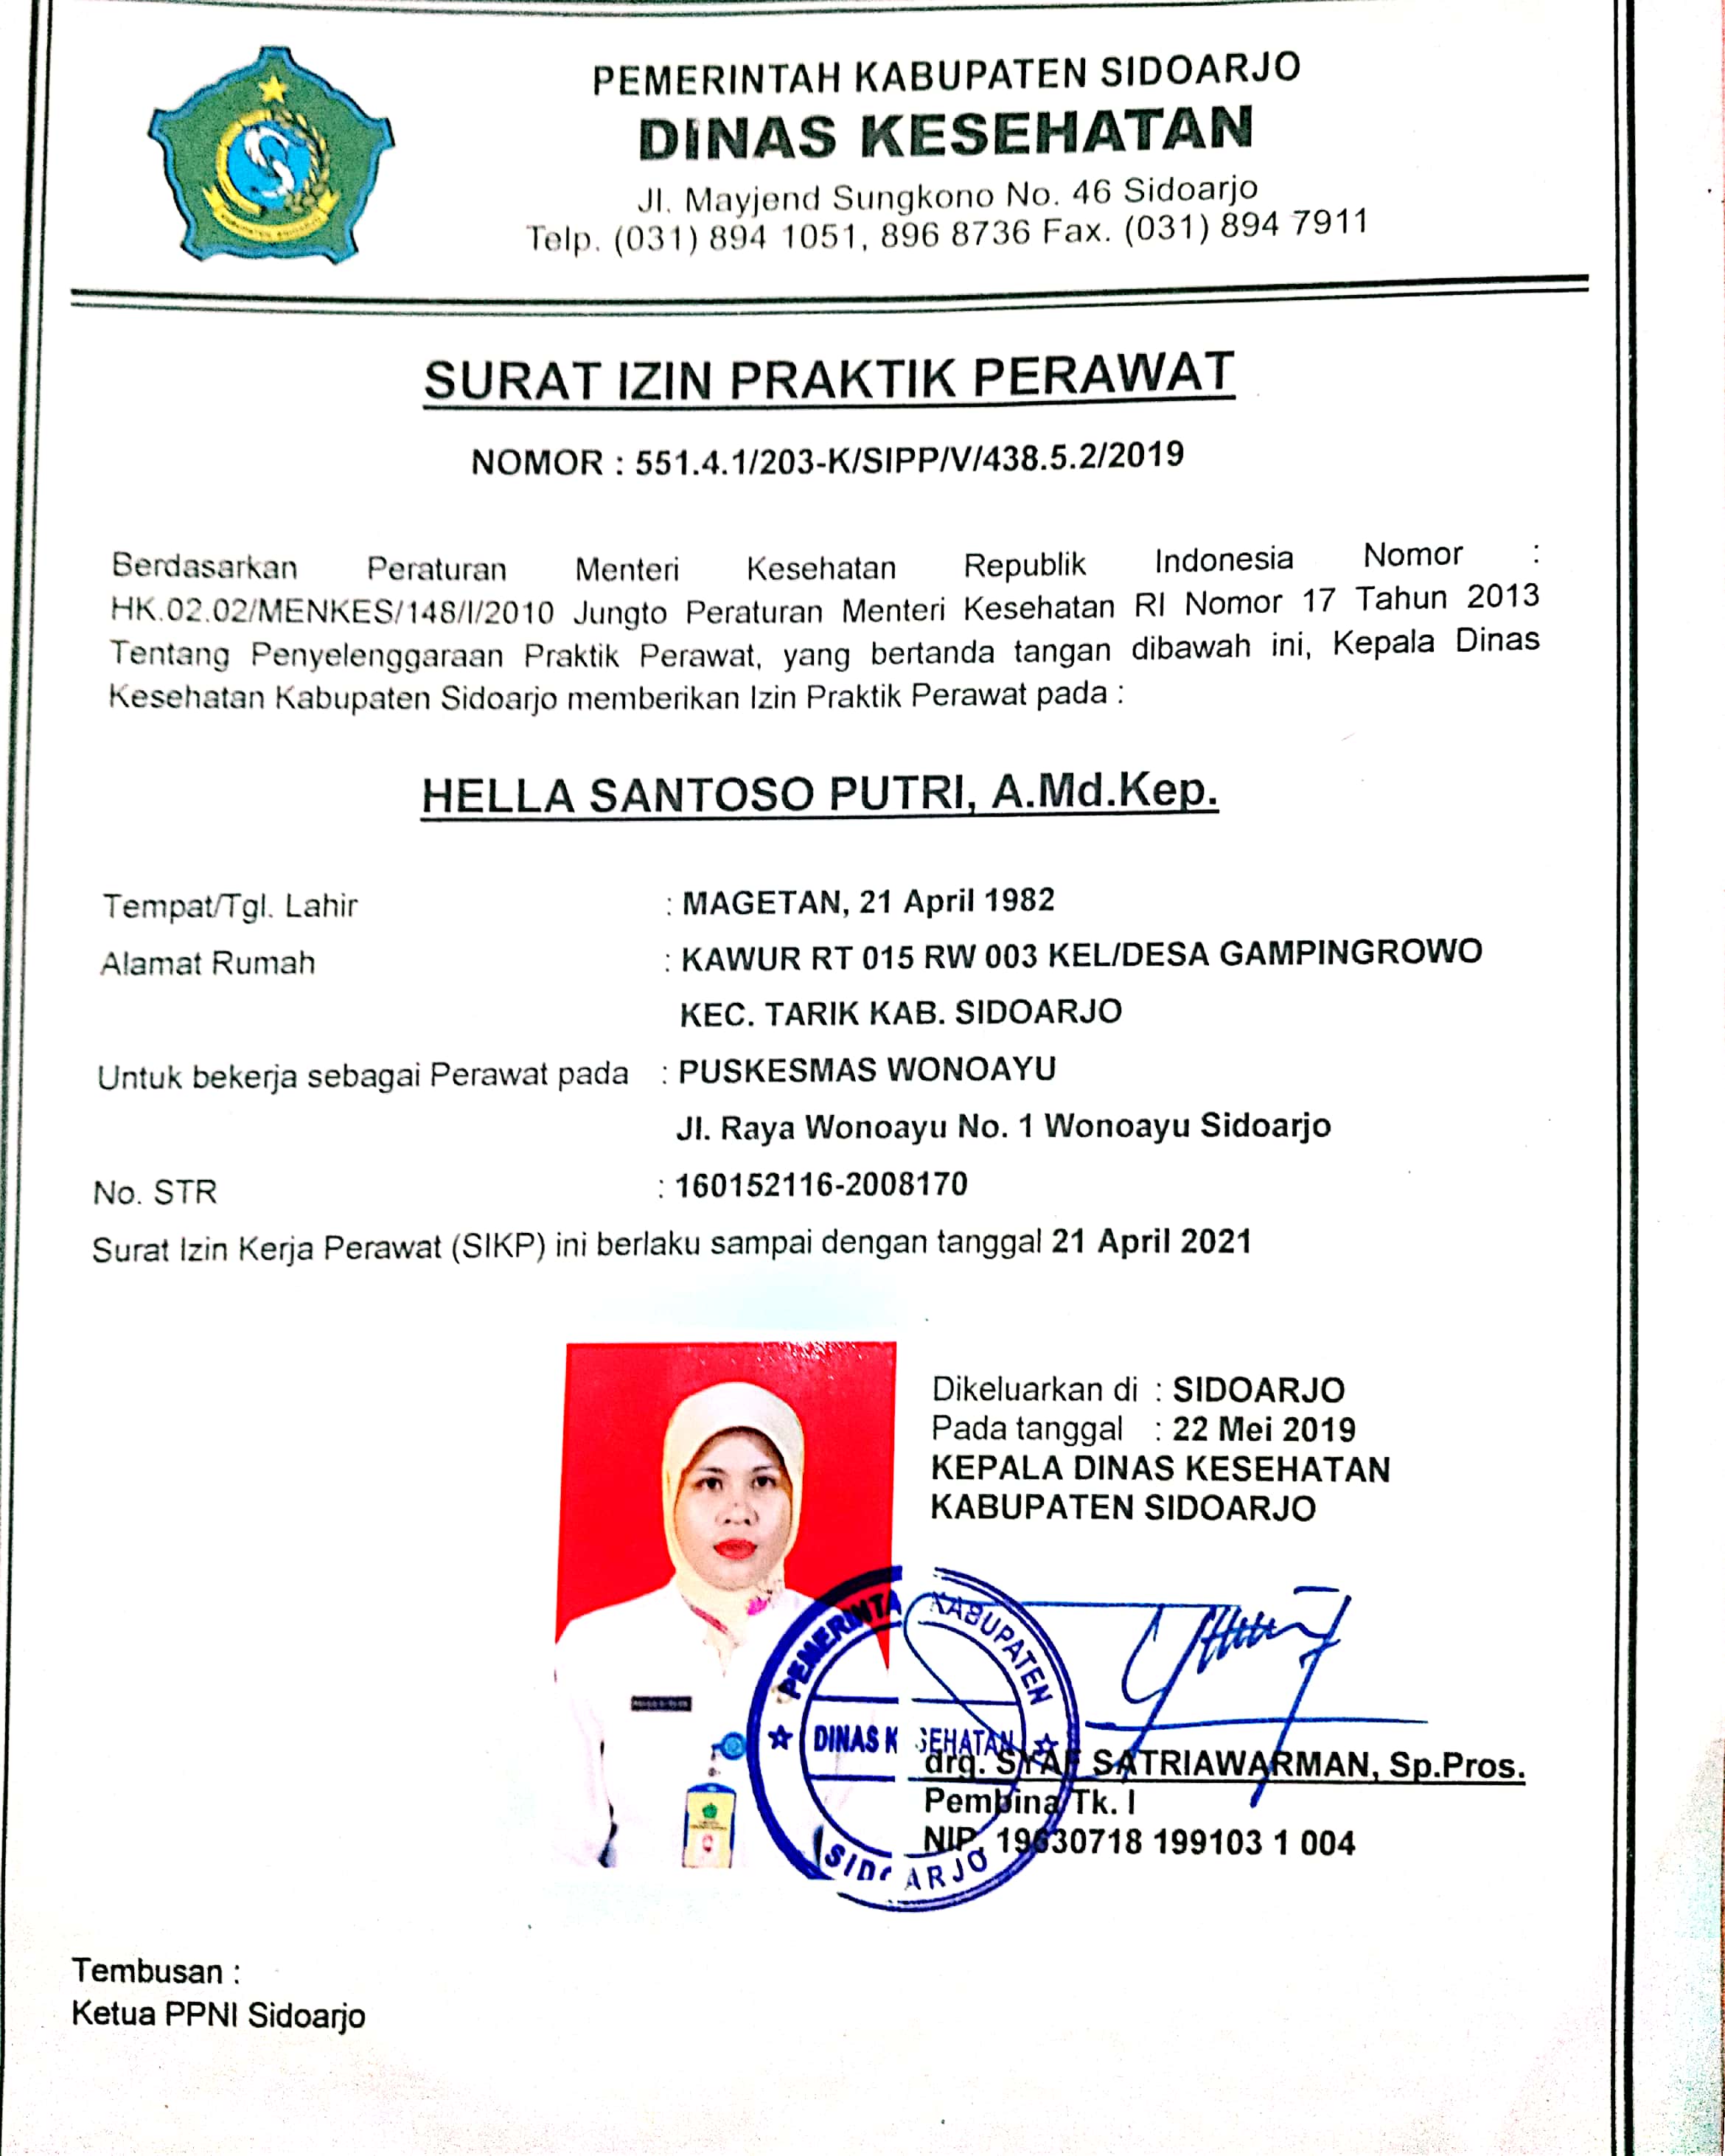 PEMERINTAH KABUPATEN SIDOARJO
DINAS KESEHATAN
Jl. Mayjend Sungkono No. 46 Sidoarjo
Telp. (031) 894 1051, 896 8736 Fax. (031) 894 7911
SURAT IZIN PRAKTIK PERAWAT
NOMOR : 551.4.1/203-K/SIPP/V/438.5.2/2019
Berdasarkan Peraturan Menteri Kesehatan Republik Indonesia Nomor :
HK.02.02/MENKES/148/I/2010 Jungto Peraturan Menteri Kesehatan RI Nomor 17 Tahun 2013
Tentang Penyelenggaraan Praktik Perawat, yang bertanda tangan dibawah ini, Kepala Dinas
Kesehatan Kabupaten Sidoarjo memberikan Izin Praktik Perawat pada :
HELLA SANTOSO PUTRI, A.Md.Kep.
Tempat/Tgl. Lahir : MAGETAN, 21 April 1982
Alamat Rumah : KAWUR RT 015 RW 003 KEL/DESA GAMPINGROWO
KEC. TARIK KAB. SIDOARJO
Untuk bekerja sebagai Perawat pada : PUSKESMAS WONOAYU
Jl. Raya Wonoayu No. 1 Wonoayu Sidoarjo
No. STR : 160152116-2008170
Surat Izin Kerja Perawat (SIKP) ini berlaku sampai dengan tanggal 21 April 2021
Dikeluarkan di : SIDOARJO
Pada tanggal : 22 Mei 2019
KEPALA DINAS KESEHATAN
KABUPATEN SIDOARJO
PEMERINTA KABUPATEN
DINAS K SEHATAN
SIDOARJO
drg. SYAF SATRIAWARMAN, Sp.Pros.
Pembina Tk. I
NIP. 19630718 199103 1 004
Tembusan :
Ketua PPNI Sidoarjo